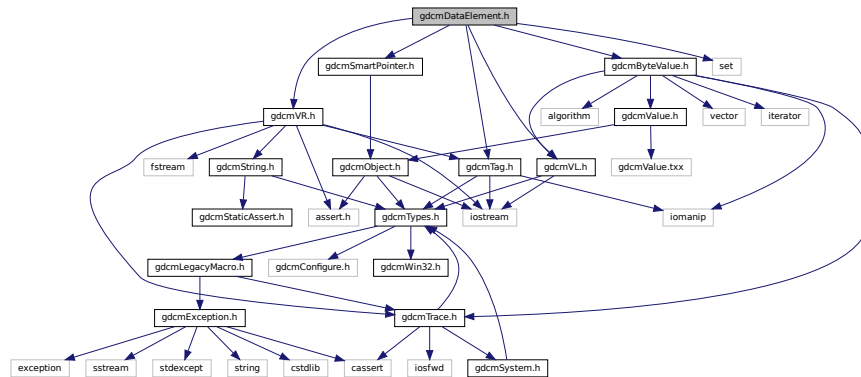 gdcmDataElement.h
gdcmSmartPointer.h
gdcmByteValue.h
set
gdcmVR.h
algorithm
gdcmValue.h
vector
iterator
fstream
gdcmString.h
gdcmObject.h
gdcmTag.h
gdcmVL.h
gdcmValue.txx
gdcmStaticAssert.h
assert.h
gdcmTypes.h
iostream
iomanip
gdcmLegacyMacro.h
gdcmConfigure.h
gdcmWin32.h
gdcmException.h
gdcmTrace.h
exception
sstream
stdexcept
string
cstdlib
cassert
iosfwd
gdcmSystem.h